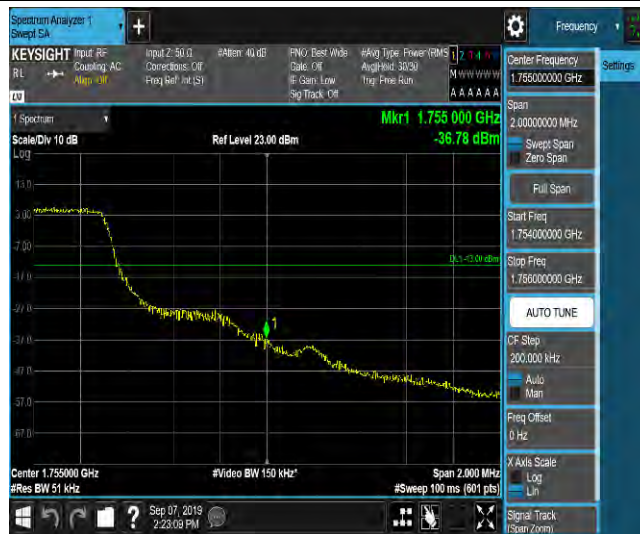 Spectrum Analyzer 1
Swept SA
+
Frequency
KEYSIGHT
Input: RF
Input Z: 50 Ω
#Atten: 40 dB
PNO: Best Wide
#Avg Type: Power (RMS
1 2 3 4 5 6
RL
Coupling: AC
Corrections: Off
Gate: Off
Avg|Hold: 30/30
M W W W W W
Align: Off
Freq Ref: Int (S)
IF Gain: Low
Trig: Free Run
Sig Track: Off
A A A A A A
Center Frequency
1.755000000 GHz
Settings
Span
2.00000000 MHz
Swept Span
Zero Span
Full Span
Start Freq
1.754000000 GHz
Stop Freq
1.756000000 GHz
AUTO TUNE
CF Step
200.000 kHz
Auto
Man
Freq Offset
0 Hz
X Axis Scale
Log
Lin
Signal Track
(Span Zoom)
1 Spectrum
Mkr1 1.755 000 GHz
Scale/Div 10 dB
Ref Level 23.00 dBm
-36.78 dBm
Log
13.0
3.00
-7.00
DL1 -13.00 dBm
-17.0
-27.0
1
-37.0
-47.0
-57.0
-67.0
Center 1.755000 GHz
#Video BW 150 kHz*
Span 2.000 MHz
#Res BW 51 kHz
#Sweep 100 ms (601 pts)
?
Sep 07, 2019
2:23:09 PM